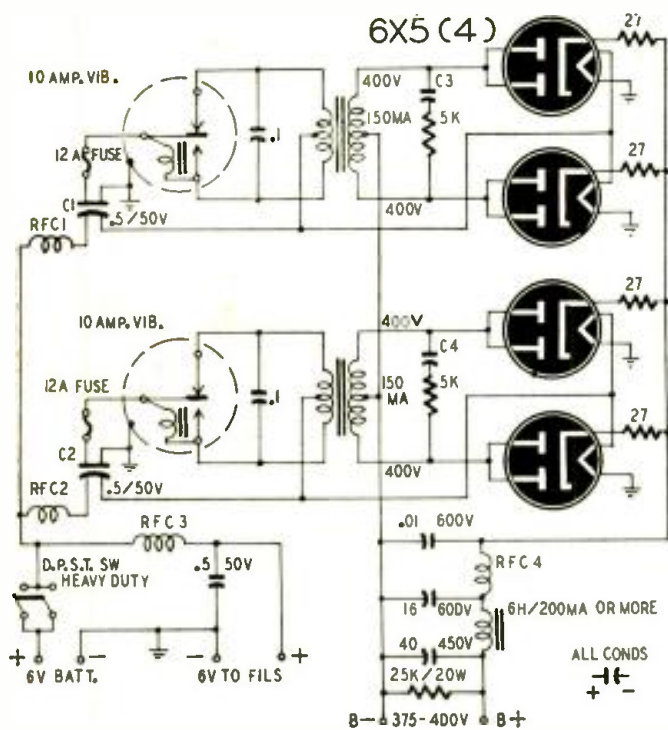 6X5 (4)
27
10 AMP. VIB.
400V
C3
150MA
5K
.1
12A FUSE
27
C1
400V
.5/50V
RFC1
27
10 AMP. VIB.
400V
C4
12A FUSE
.1
150
MA
5K
27
C2
400V
.5/50V
RFC2
RFC3
.01 600V
RFC4
D.P.S.T. SW
HEAVY DUTY
.5 50V
16 600V
6H/200MA OR MORE
40 450V
ALL CONDS
25K/20W
+ -
+ - - +
6V BATT. 6V TO FILS
B- 375-400V B+